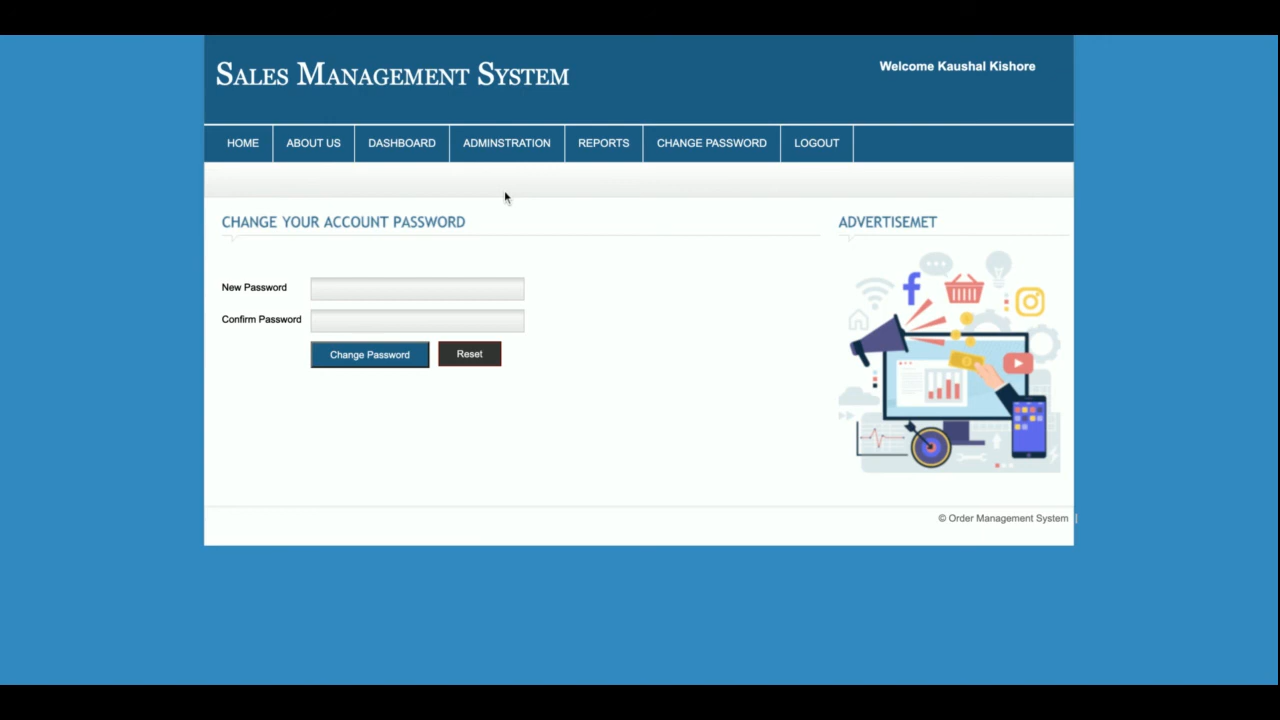 SALES MANAGEMENT SYSTEM
Welcome Kaushal Kishore
HOME ABOUT US DASHBOARD ADMINSTRATION REPORTS CHANGE PASSWORD LOGOUT
CHANGE YOUR ACCOUNT PASSWORD
ADVERTISEMET
New Password
Confirm Password
Change Password Reset
© Order Management System |